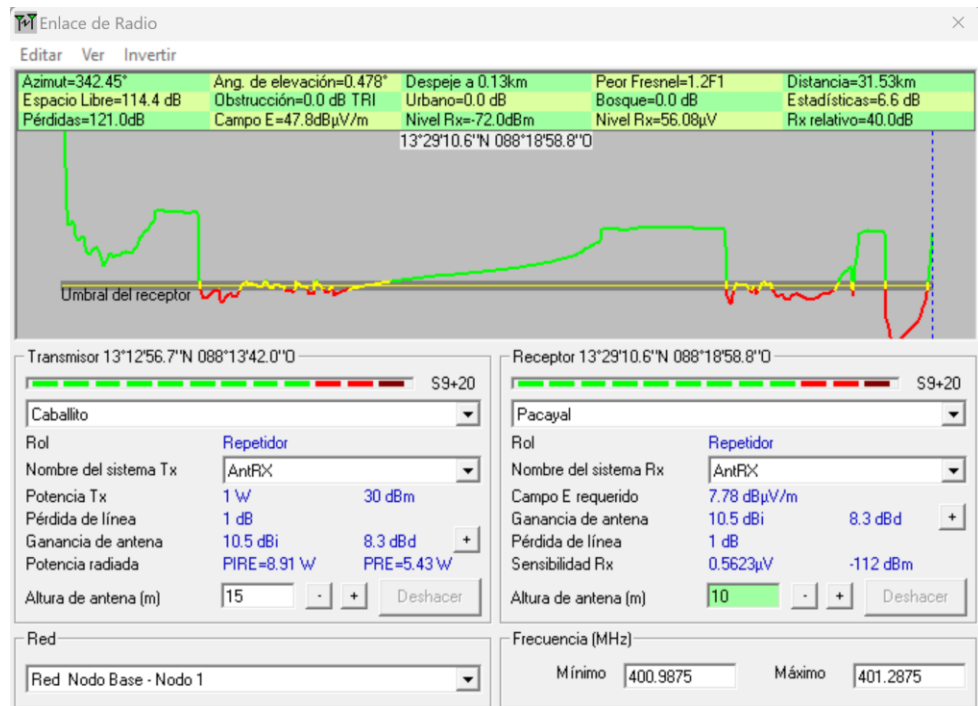 Enlace de Radio
Editar Ver Invertir
Azimut=342.45° Ang. de elevación=0.478° Despeje a 0.13km Peor Fresnel=1.2F1 Distancia=31.53km
Espacio Libre=114.4 dB Obstrucción=0.0 dB TRI Urbano=0.0 dB Bosque=0.0 dB Estadísticas=6.6 dB
Pérdidas=121.0dB Campo E=47.8dBµV/m Nivel Rx=-72.0dBm Nivel Rx=56.08µV Rx relativo=40.0dB
13°29'10.6"N 088°18'58.8"O
Umbral del receptor
Transmisor 13°12'56.7"N 088°13'42.0"O
S9+20
Caballito
Rol Repetidor
Nombre del sistema Tx AntRX
Potencia Tx 1 W 30 dBm
Pérdida de línea 1 dB
Ganancia de antena 10.5 dBi 8.3 dBd +
Potencia radiada PIRE=8.91 W PRE=5.43 W
Altura de antena (m) 15 - + Deshacer
Red
Red Nodo Base - Nodo 1
Receptor 13°29'10.6"N 088°18'58.8"O
S9+20
Pacayal
Rol Repetidor
Nombre del sistema Rx AntRX
Campo E requerido 7.78 dBµV/m
Ganancia de antena 10.5 dBi 8.3 dBd +
Pérdida de línea 1 dB
Sensibilidad Rx 0.5623µV -112 dBm
Altura de antena (m) 10 - + Deshacer
Frecuencia (MHz)
Mínimo 400.9875 Máximo 401.2875